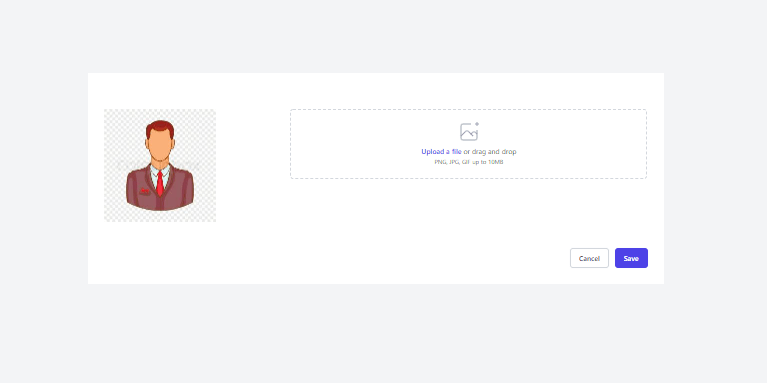 Upload a file or drag and drop
PNG, JPG, GIF up to 10MB
Cancel
Save